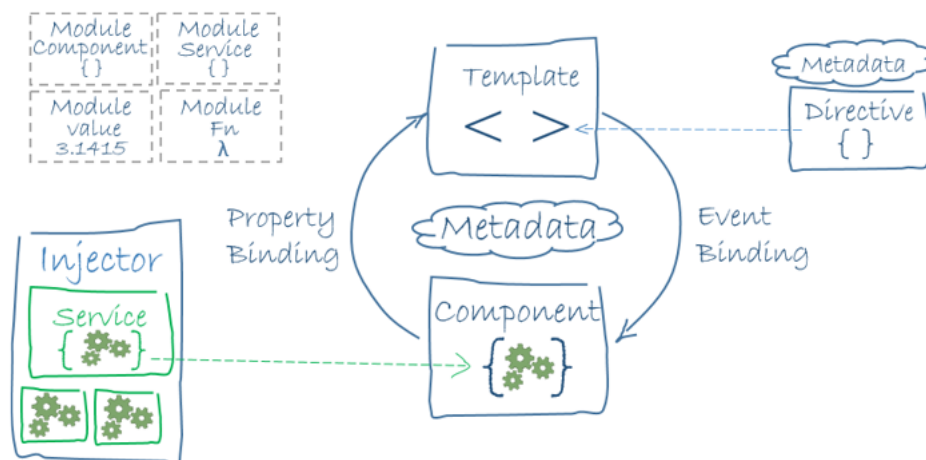 Module
Component
{ }
Module
Service
{ }
Module
value
3.1415
Module
Fn
λ
Template
< >
Metadata
Directive
{ }
Property
Binding
Metadata
Event
Binding
Injector
Service
{ }
Component
{ }